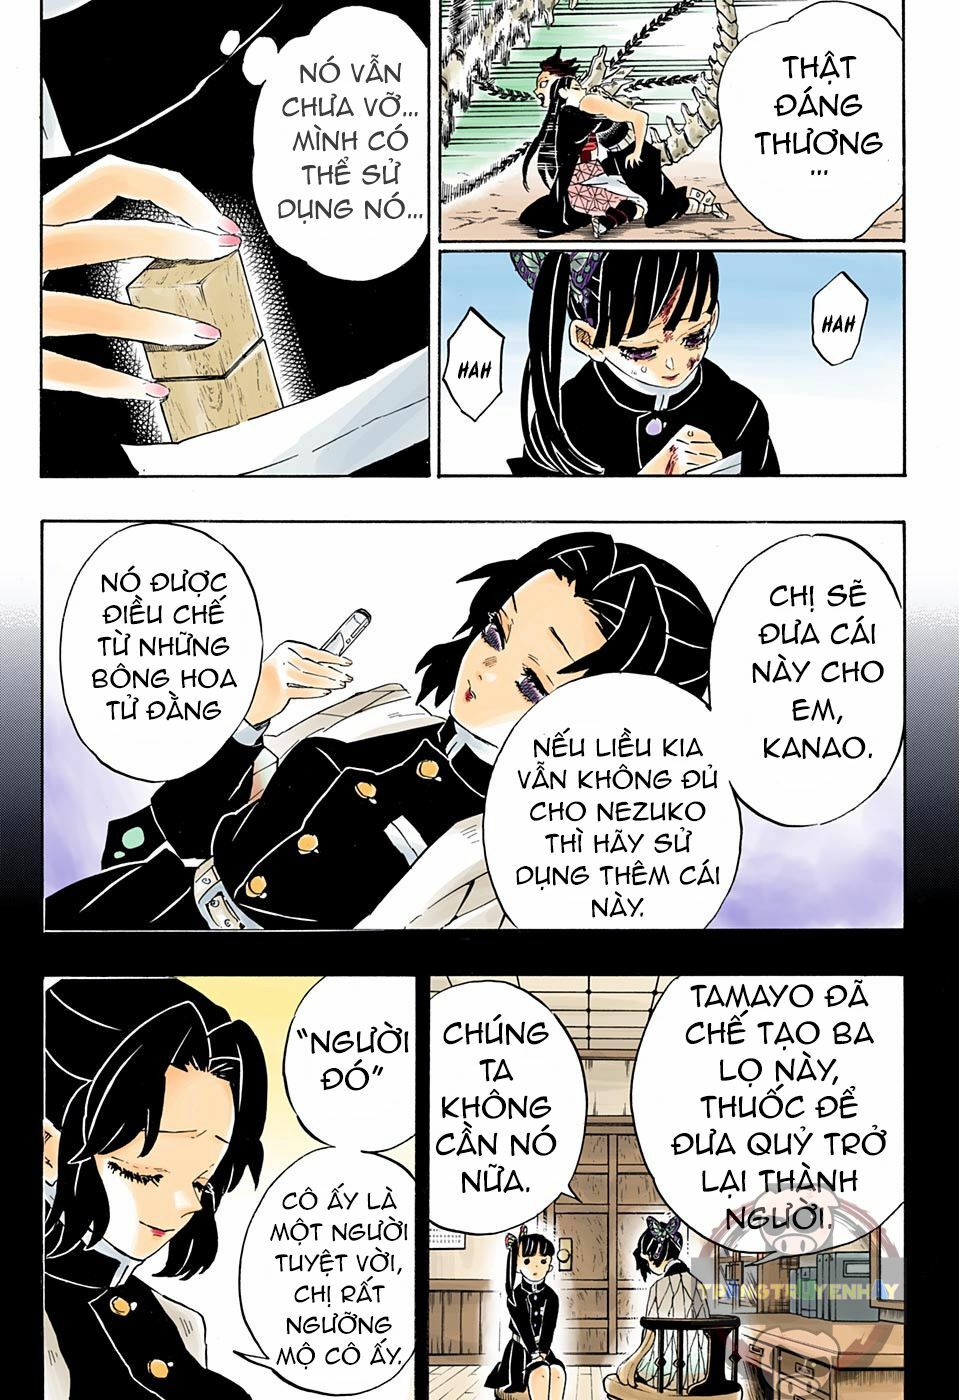 THẬT
ĐÁNG
THƯƠNG
...
NÓ VẪN
CHƯA VỠ...
MÌNH CÓ
THỂ SỬ
DỤNG NÓ...
HAH
HAH
CHỊ SẼ
ĐƯA CÁI
NÀY CHO
EM,
KANAO.
NẾU LIỀU KIA
VẪN KHÔNG ĐỦ
CHO NEZUKO
THÌ HÃY SỬ
DỤNG THÊM CÁI
NÀY.
NÓ ĐƯỢC
ĐIỀU CHẾ
TỪ NHỮNG
BÔNG HOA
TỬ ĐẰNG
TAMAYO ĐÃ
CHẾ TẠO BA
LỌ NÀY,
THUỐC ĐỂ
ĐƯA QUỶ TRỞ
LẠI THÀNH
NGƯỜI.
CHÚNG
TA
KHÔNG
CẦN NÓ
NỮA.
"NGƯỜI
ĐÓ"
CÔ ẤY LÀ
MỘT NGƯỜI
TUYỆT VỜI,
CHỊ RẤT
NGƯỠNG
MỘ CÔ ẤY.
TRÙMTRUYỆNHAY